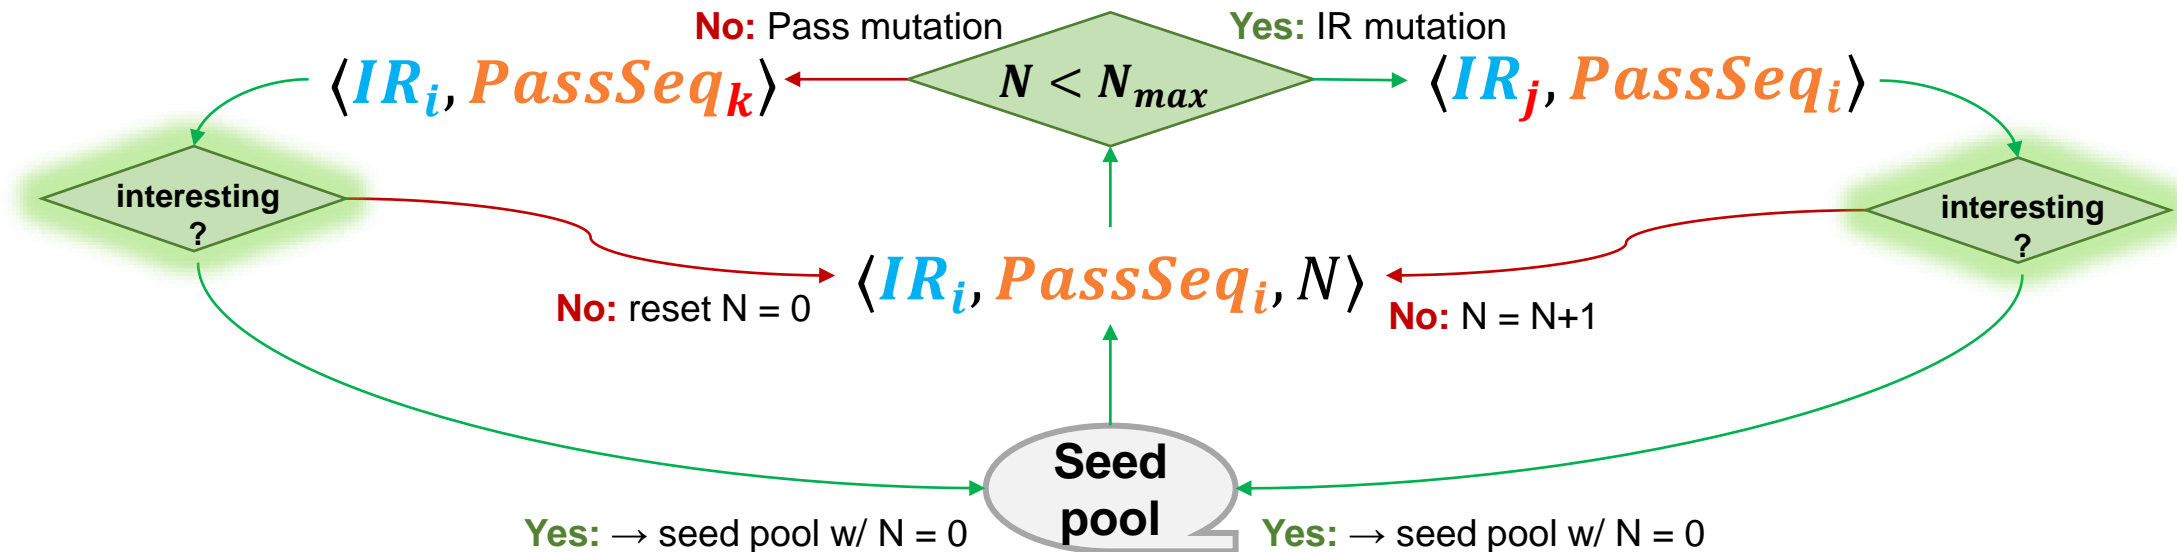 No: Pass mutation
Yes: IR mutation
⟨IR_i, PassSeq_k⟩
N < N_max
⟨IR_j, PassSeq_i⟩
interesting
?
interesting
?
⟨IR_i, PassSeq_i, N⟩
No: reset N = 0
No: N = N+1
Seed
pool
Yes: → seed pool w/ N = 0
Yes: → seed pool w/ N = 0